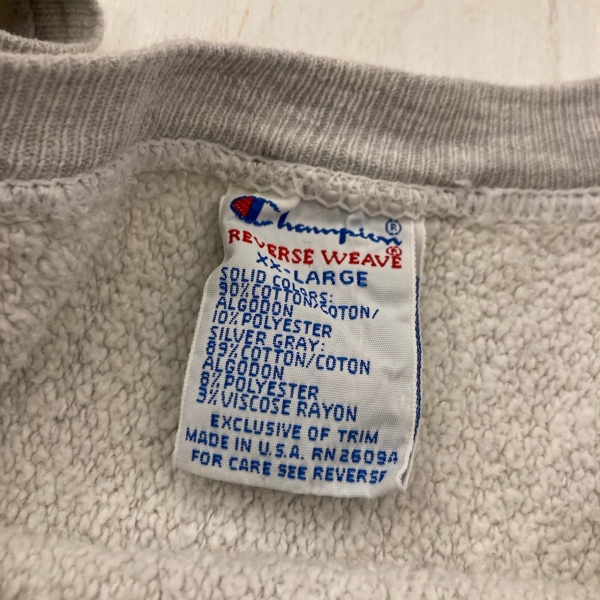 Champion®
REVERSE WEAVE®
XX-LARGE
SOLID COLORS:
90% COTTON/COTON/
ALGODON
10% POLYESTER
SILVER GRAY:
89% COTTON/COTON
ALGODON
8% POLYESTER
3% VISCOSE RAYON
EXCLUSIVE OF TRIM
MADE IN U.S.A. RN26094
FOR CARE SEE REVERSE